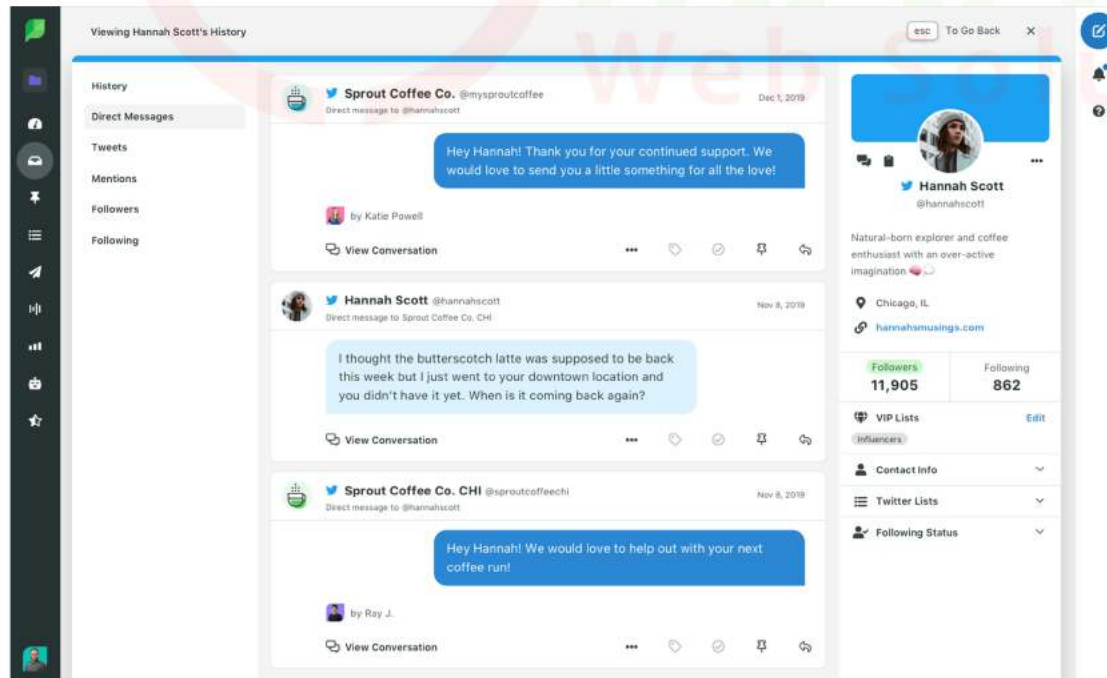 Viewing Hannah Scott's History
esc To Go Back
Web Solu
History
Direct Messages
Tweets
Mentions
Followers
Following
Sprout Coffee Co. @mysproutcoffee
Dec 1, 2019
Direct message to @hannahscott
Hey Hannah! Thank you for your continued support. We
would love to send you a little something for all the love!
by Katie Powell
View Conversation
Hannah Scott @hannahscott
Nov 8, 2019
Direct message to Sprout Coffee Co. CHI
I thought the butterscotch latte was supposed to be back
this week but I just went to your downtown location and
you didn't have it yet. When is it coming back again?
View Conversation
Sprout Coffee Co. CHI @sproutcoffeechi
Nov 8, 2019
Direct message to @hannahscott
Hey Hannah! We would love to help out with your next
coffee run!
by Ray J.
View Conversation
Hannah Scott
@hannahscott
Natural-born explorer and coffee
enthusiast with an over-active
imagination
Chicago, IL
hannahsmusings.com
Followers Following
11,905 862
VIP Lists Edit
Influencers
Contact Info
Twitter Lists
Following Status